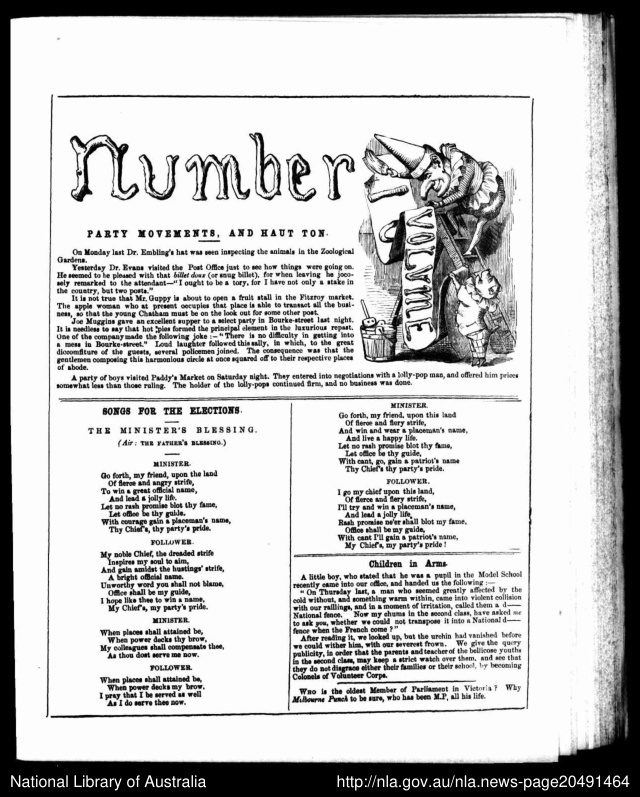 Number
VOLVILE
PARTY MOVEMENTS, AND HAUT TON.
On Monday last Dr. Embling's hat was seen inspecting the animals in the Zoological
Gardens.
Yesterday Dr. Evans visited the Post Office just to see how things were going on.
He seemed to be pleased with that billet doux (or snug billet), for when leaving he joco-
sely remarked to the attendant—"I ought to be a tory, for I have not only a stake in
the country, but two posts."
It is not true that Mr. Guppy is about to open a fruit stall in the Fitzroy market.
The apple woman who at present occupies that place is able to transact all the busi-
ness, so that the young Chatham must be on the look out for some other post.
Joe Muggins gave an excellent supper to a select party in Bourke-street last night.
It is needless to say that hot pies formed the principal element in the luxurious repast.
One of the company made the following joke :—"There is no difficulty in getting into
a mess in Bourke-street." Loud laughter followed this sally, in which, to the great
discomfiture of the guests, several policemen joined. The consequence was that the
gentlemen composing this harmonious circle at once squared off to their respective places
of abode.
A party of boys visited Paddy's Market on Saturday night. They entered into negotiations with a lolly-pop man, and offered him prices
somewhat less than those ruling. The holder of the lolly-pops continued firm, and no business was done.
SONGS FOR THE ELECTIONS.
THE MINISTER'S BLESSING.
(Air: THE FATHER'S BLESSING.)
MINISTER.
Go forth, my friend, upon the land
Of fierce and angry strife,
To win a great official name,
And lead a jolly life.
Let no rash promise blot thy fame,
Let office be thy guide.
With courage gain a placeman's name,
Thy Chief's, thy party's pride.
FOLLOWER.
My noble Chief, the dreaded strife
Inspires my soul to aim,
And gain amidst the hustings' strife,
A bright official name.
Unworthy word you shall not blame,
Office shall be my guide,
I hope like thee to win a name.
My Chief's, my party's pride.
MINISTER.
When places shall attained be,
When power decks thy brow,
My colleagues shall compensate thee,
As thou dost serve me now.
FOLLOWER.
When places shall attained be,
When power decks my brow,
I pray that I be served as well
As I do serve thee now.
MINISTER.
Go forth, my friend, upon this land
Of fierce and fiery strife,
And win and wear a placeman's name,
And live a happy life.
Let no rash promise blot thy fame,
Let office be thy guide,
With cant, go, gain a patriot's name
Thy Chief's thy party's pride.
FOLLOWER.
I go my chief upon this land,
Of fierce and fiery strife,
I'll try and win a placeman's name,
And lead a jolly life,
Rash promise ne'er shall blot my fame,
Office shall be my guide,
With cant I'll gain a patriot's name,
My Chief's, my party's pride!
Children in Arms.
A little boy, who stated that he was a pupil in the Model School
recently came into our office, and handed us the following :—
"On Thursday last, a man who seemed greatly affected by the
cold without, and something warm within, came into violent collision
with our railings, and in a moment of irritation, called them a d——
National fence. Now my chums in the second class, have asked me
to ask you, whether we could not transpose it into a National d——
fence when the French come?"
After reading it, we looked up, but the urchin had vanished before
we could wither him, with our severest frown. We give the query
publicity, in order that the parents and teacher of the bellicose youths
in the second class, may keep a strict watch over them, and see that
they do not disgrace either their families or their school, by becoming
Colonels of Volunteer Corps.
WHO is the oldest Member of Parliament in Victoria? Why
Melbourne Punch to be sure, who has been M.P. all his life.
National Library of Australia
http://nla.gov.au/nla.news-page20491464